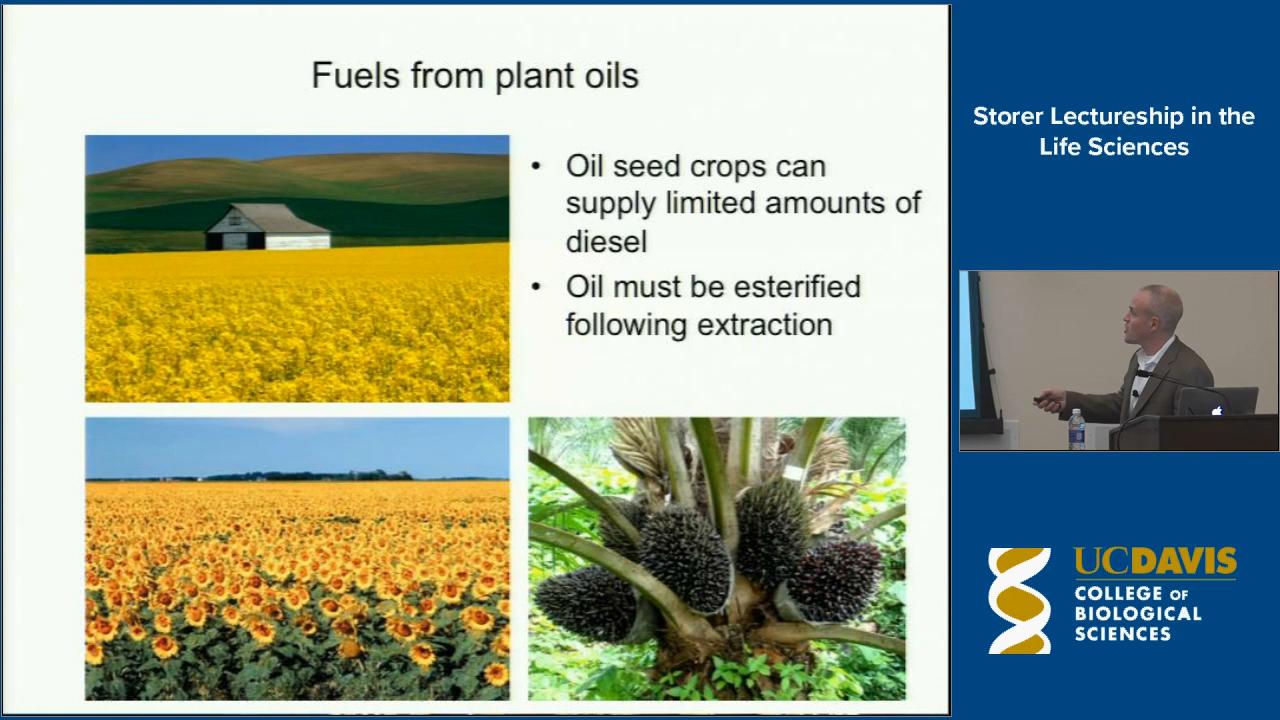 Fuels from plant oils
• Oil seed crops can
supply limited amounts of
diesel
• Oil must be esterified
following extraction
Storer Lectureship in the
Life Sciences
UCDAVIS
COLLEGE OF
BIOLOGICAL
SCIENCES